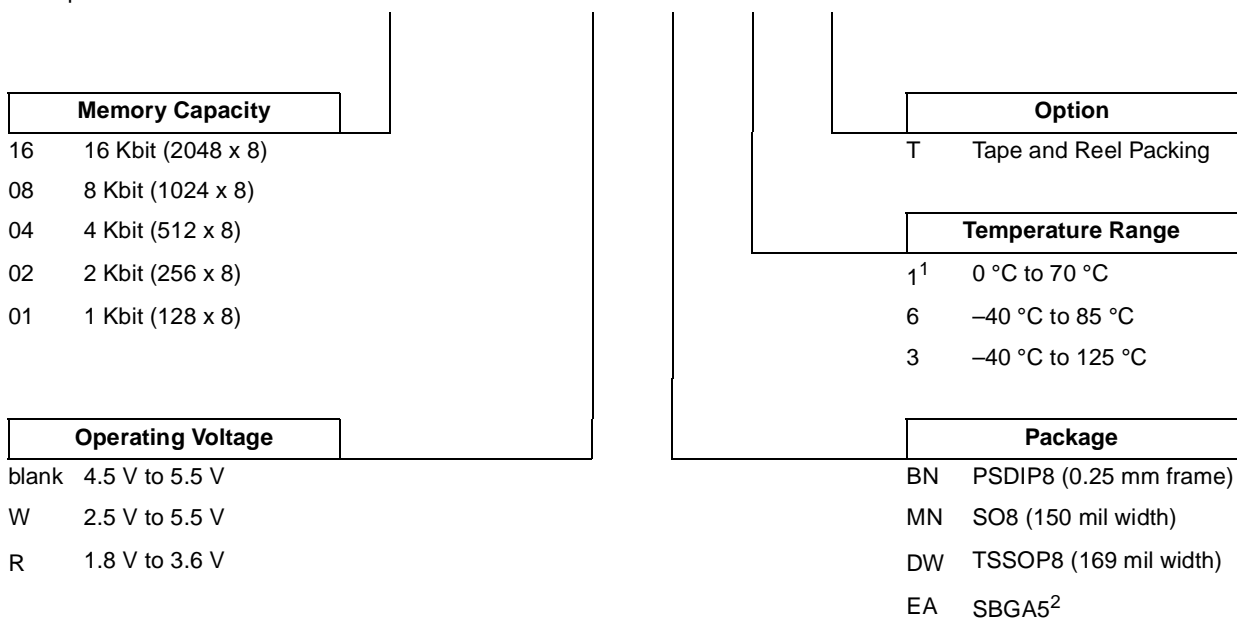 Memory Capacity
16 16 Kbit (2048 x 8)
08 8 Kbit (1024 x 8)
04 4 Kbit (512 x 8)
02 2 Kbit (256 x 8)
01 1 Kbit (128 x 8)
Operating Voltage
blank 4.5 V to 5.5 V
W 2.5 V to 5.5 V
R 1.8 V to 3.6 V
Option
T Tape and Reel Packing
Temperature Range
1¹ 0 °C to 70 °C
6 –40 °C to 85 °C
3 –40 °C to 125 °C
Package
BN PSDIP8 (0.25 mm frame)
MN SO8 (150 mil width)
DW TSSOP8 (169 mil width)
EA SBGA5²